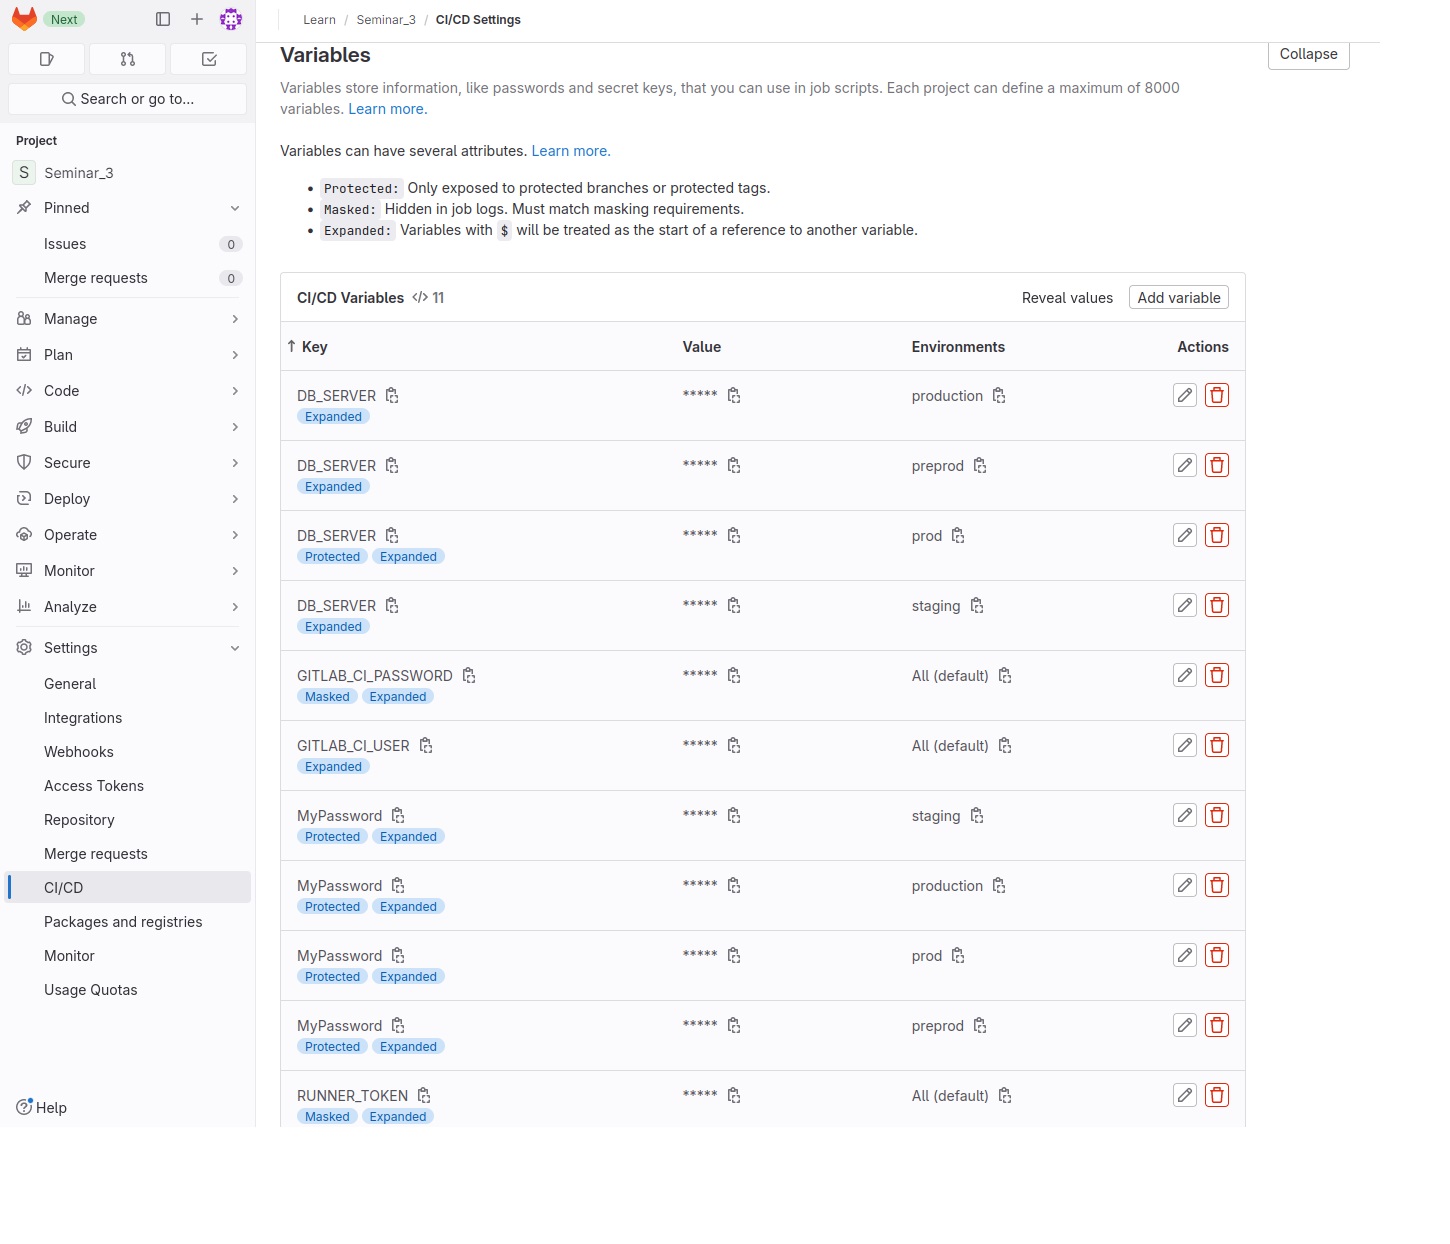 Next
Search or go to...
Project
S Seminar_3
Pinned
Issues 0
Merge requests 0
Manage
Plan
Code
Build
Secure
Deploy
Operate
Monitor
Analyze
Settings
General
Integrations
Webhooks
Access Tokens
Repository
Merge requests
CI/CD
Packages and registries
Monitor
Usage Quotas
Help
Learn / Seminar_3 / CI/CD Settings
Variables
Collapse
Variables store information, like passwords and secret keys, that you can use in job scripts. Each project can define a maximum of 8000
variables. Learn more.
Variables can have several attributes. Learn more.
• Protected: Only exposed to protected branches or protected tags.
• Masked: Hidden in job logs. Must match masking requirements.
• Expanded: Variables with $ will be treated as the start of a reference to another variable.
CI/CD Variables </> 11 Reveal values Add variable
↑ Key Value Environments Actions
DB_SERVER ***** production
Expanded
DB_SERVER ***** preprod
Expanded
DB_SERVER ***** prod
Protected Expanded
DB_SERVER ***** staging
Expanded
GITLAB_CI_PASSWORD ***** All (default)
Masked Expanded
GITLAB_CI_USER ***** All (default)
Expanded
MyPassword ***** staging
Protected Expanded
MyPassword ***** production
Protected Expanded
MyPassword ***** prod
Protected Expanded
MyPassword ***** preprod
Protected Expanded
RUNNER_TOKEN ***** All (default)
Masked Expanded